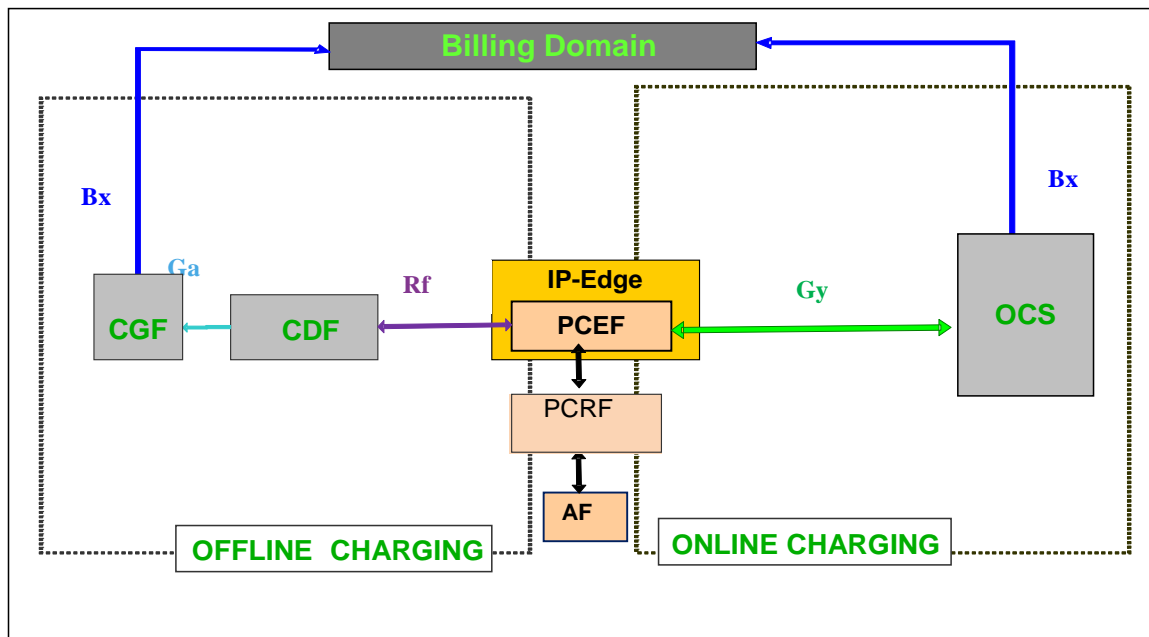 Billing Domain
Bx
Bx
Ga
Rf
IP-Edge
Gy
CGF
CDF
PCEF
OCS
PCRF
AF
OFFLINE CHARGING
ONLINE CHARGING